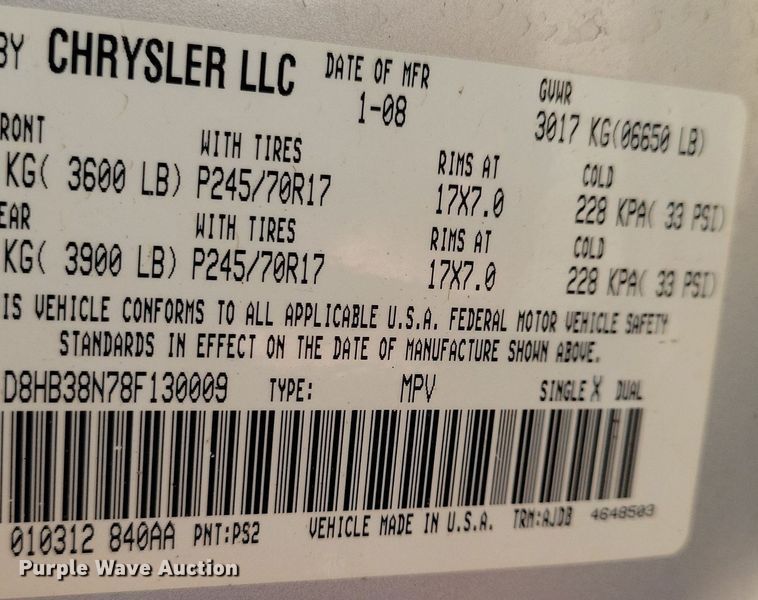 BY CHRYSLER LLC DATE OF MFR GVWR
1-08 3017 KG(06650 LB)
RONT WITH TIRES RIMS AT COLD
KG( 3600 LB) P245/70R17 17X7.0 228 KPA( 33 PSI)
EAR WITH TIRES RIMS AT COLD
KG( 3900 LB) P245/70R17 17X7.0 228 KPA( 33 PSI)
IS VEHICLE CONFORMS TO ALL APPLICABLE U.S.A. FEDERAL MOTOR VEHICLE SAFETY
STANDARDS IN EFFECT ON THE DATE OF MANUFACTURE SHOWN ABOVE.
D8HB38N78F130009 TYPE: MPV SINGLE X DUAL
010312 840AA PNT:PS2 VEHICLE MADE IN U.S.A. TRM:AJDB 4648503
Purple Wave Auction